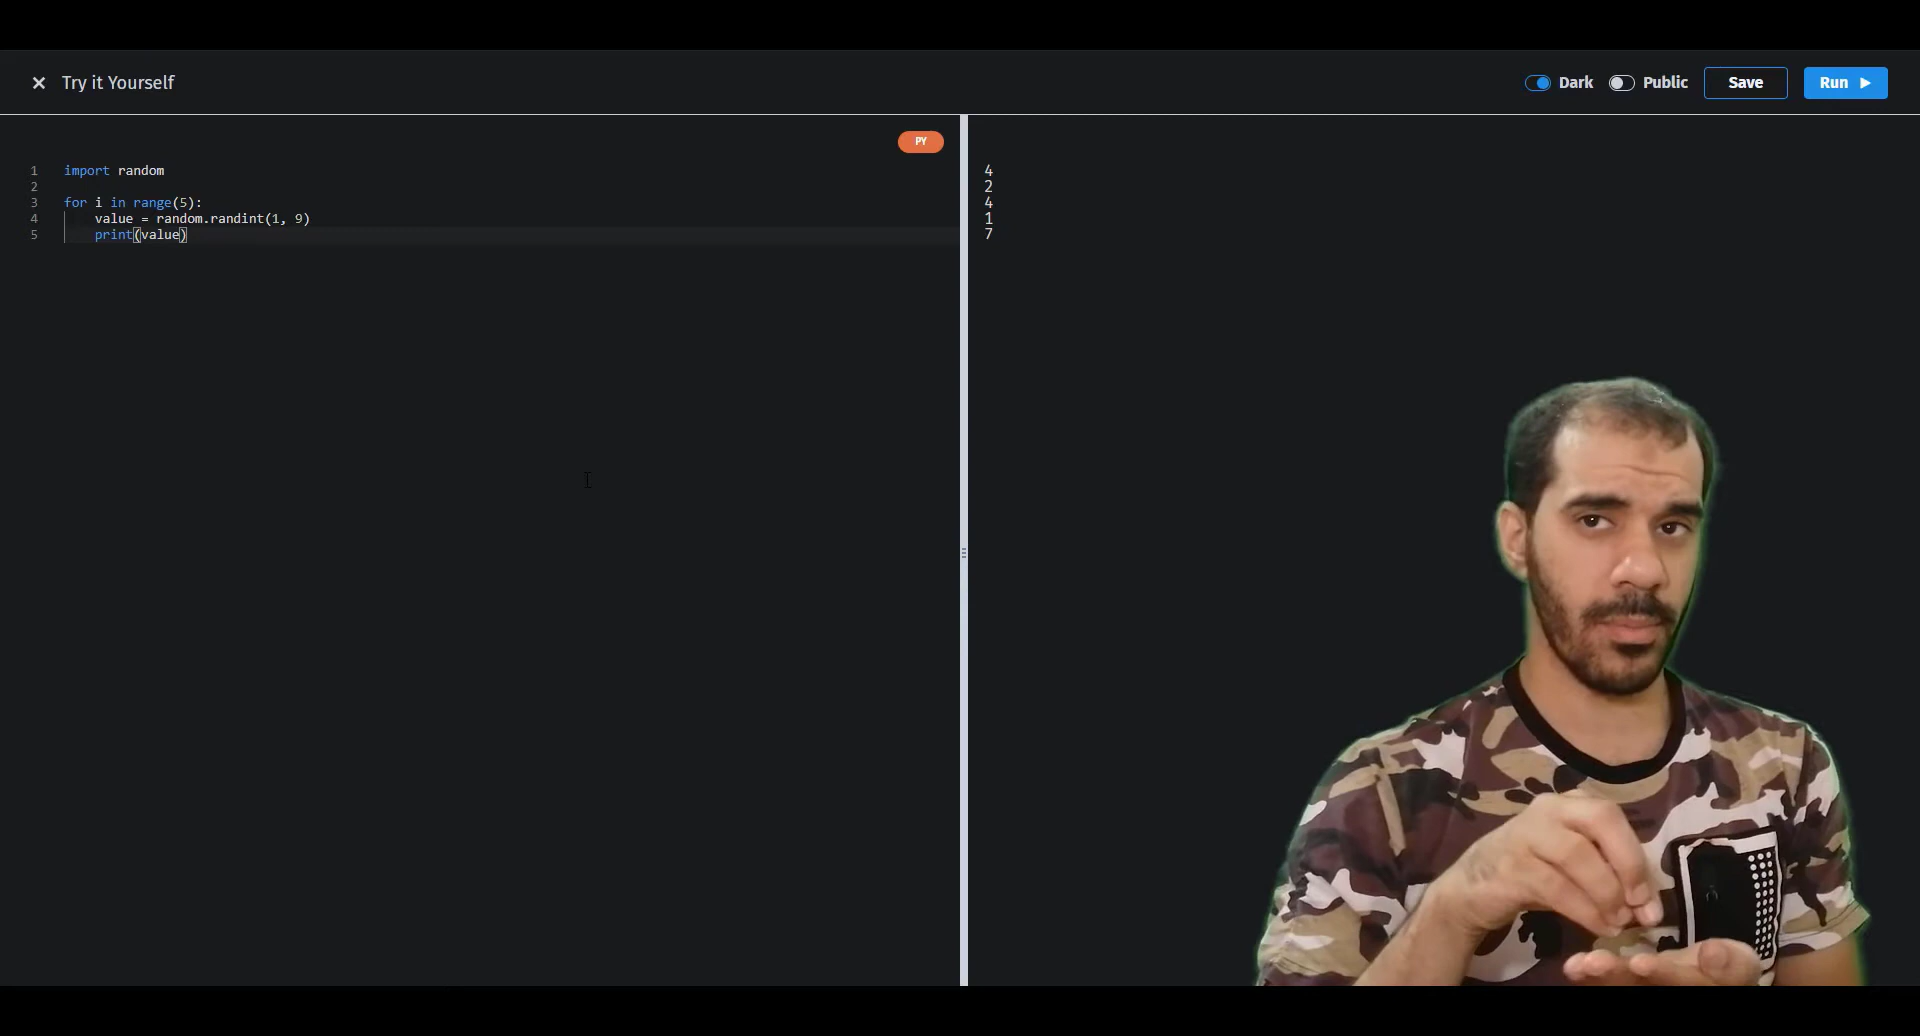 ✕ Try it Yourself
Dark Public Save Run ▶
PY
1 import random
2
3 for i in range(5):
4     value = random.randint(1, 9)
5     print(value)
4
2
4
1
7